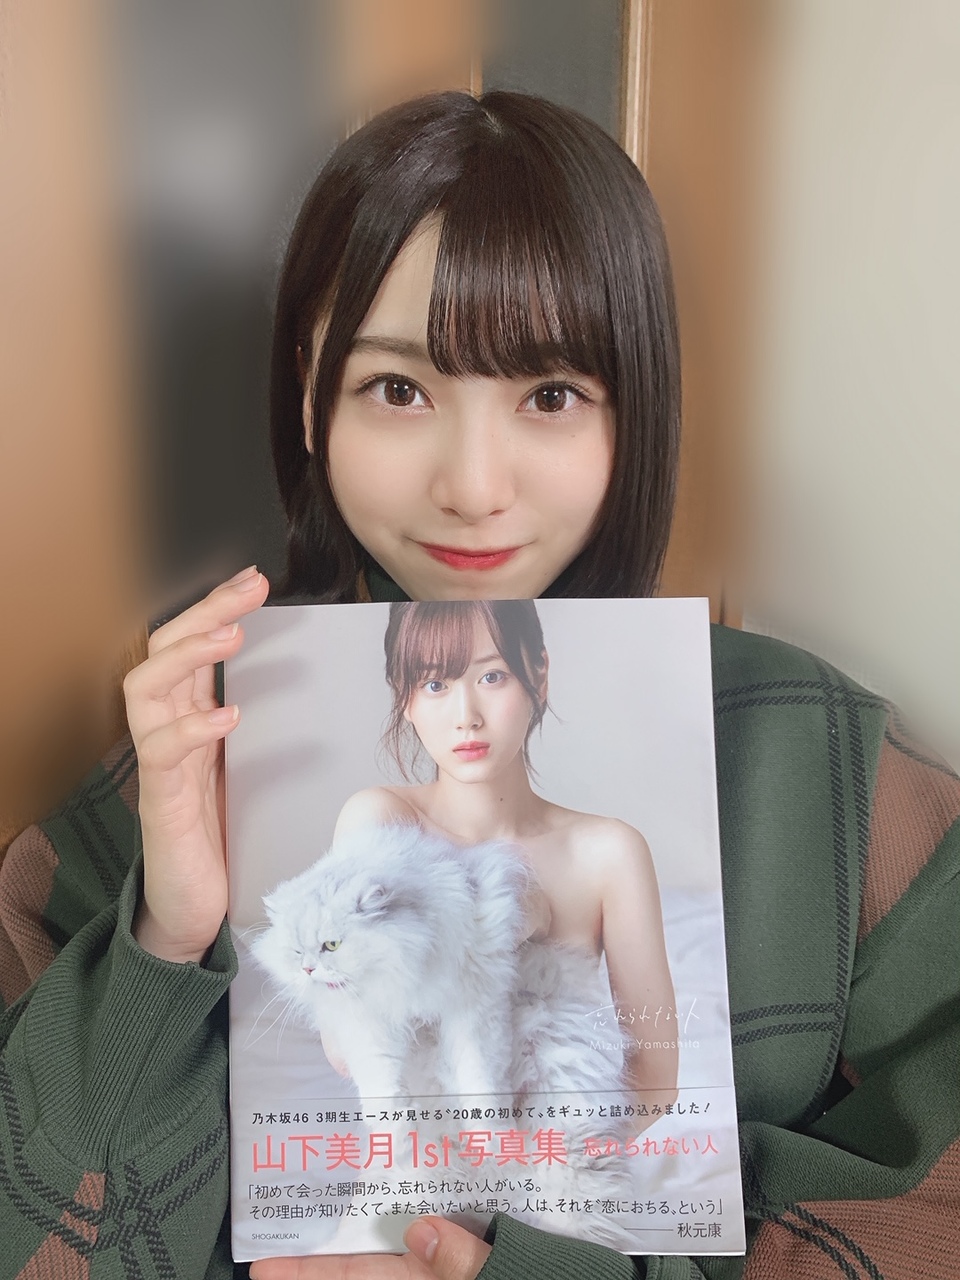 忘れられない人
Mizuki Yamashita
乃木坂46 3期生エースが見せる〝20歳の初めて〟をギュッと詰め込みました！
山下美月1st写真集 忘れられない人
「初めて会った瞬間から、忘れられない人がいる。
その理由が知りたくて、また会いたいと思う。人は、それを〝恋におちる〟という」
秋元康
SHOGAKUKAN